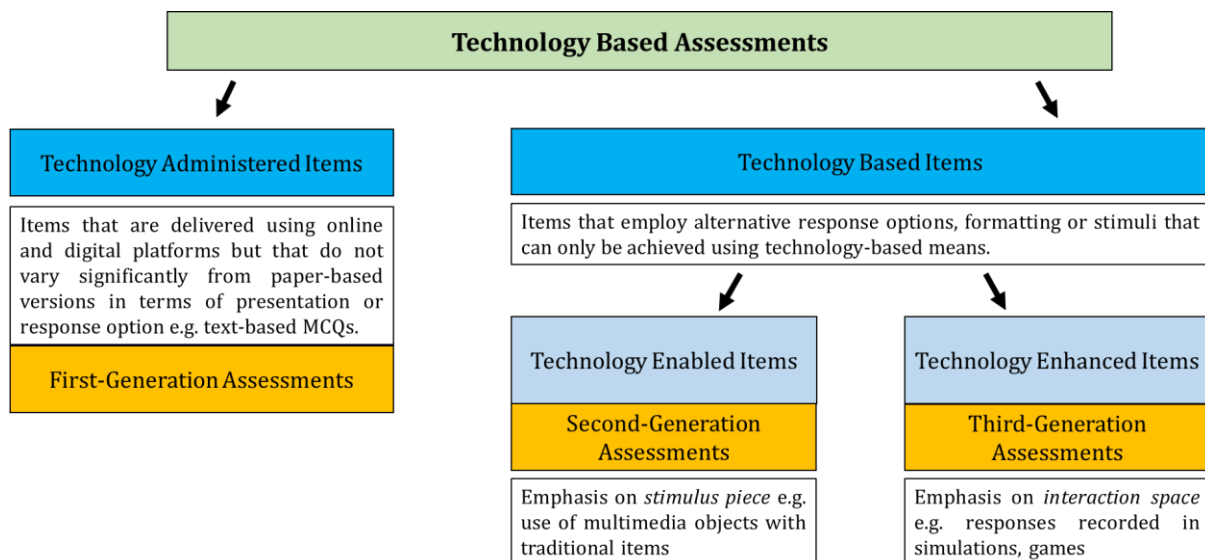 Technology Based Assessments
Technology Administered Items
Items that are delivered using online
and digital platforms but that do not
vary significantly from paper-based
versions in terms of presentation or
response option e.g. text-based MCQs.
First-Generation Assessments
Technology Based Items
Items that employ alternative response options, formatting or stimuli that
can only be achieved using technology-based means.
Technology Enabled Items
Second-Generation
Assessments
Emphasis on stimulus piece e.g.
use of multimedia objects with
traditional items
Technology Enhanced Items
Third-Generation
Assessments
Emphasis on interaction space
e.g. responses recorded in
simulations, games